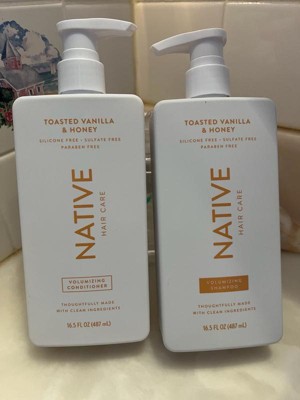 TOASTED VANILLA
& HONEY
SILICONE FREE • SULFATE FREE
PARABEN FREE
NATIVE
HAIR CARE
VOLUMIZING
CONDITIONER
THOUGHTFULLY MADE
WITH CLEAN INGREDIENTS
16.5 FL OZ (487 mL)
TOASTED VANILLA
& HONEY
SILICONE FREE • SULFATE FREE
PARABEN FREE
NATIVE
HAIR CARE
VOLUMIZING
SHAMPOO
THOUGHTFULLY MADE
WITH CLEAN INGREDIENTS
16.5 FL OZ (487 mL)